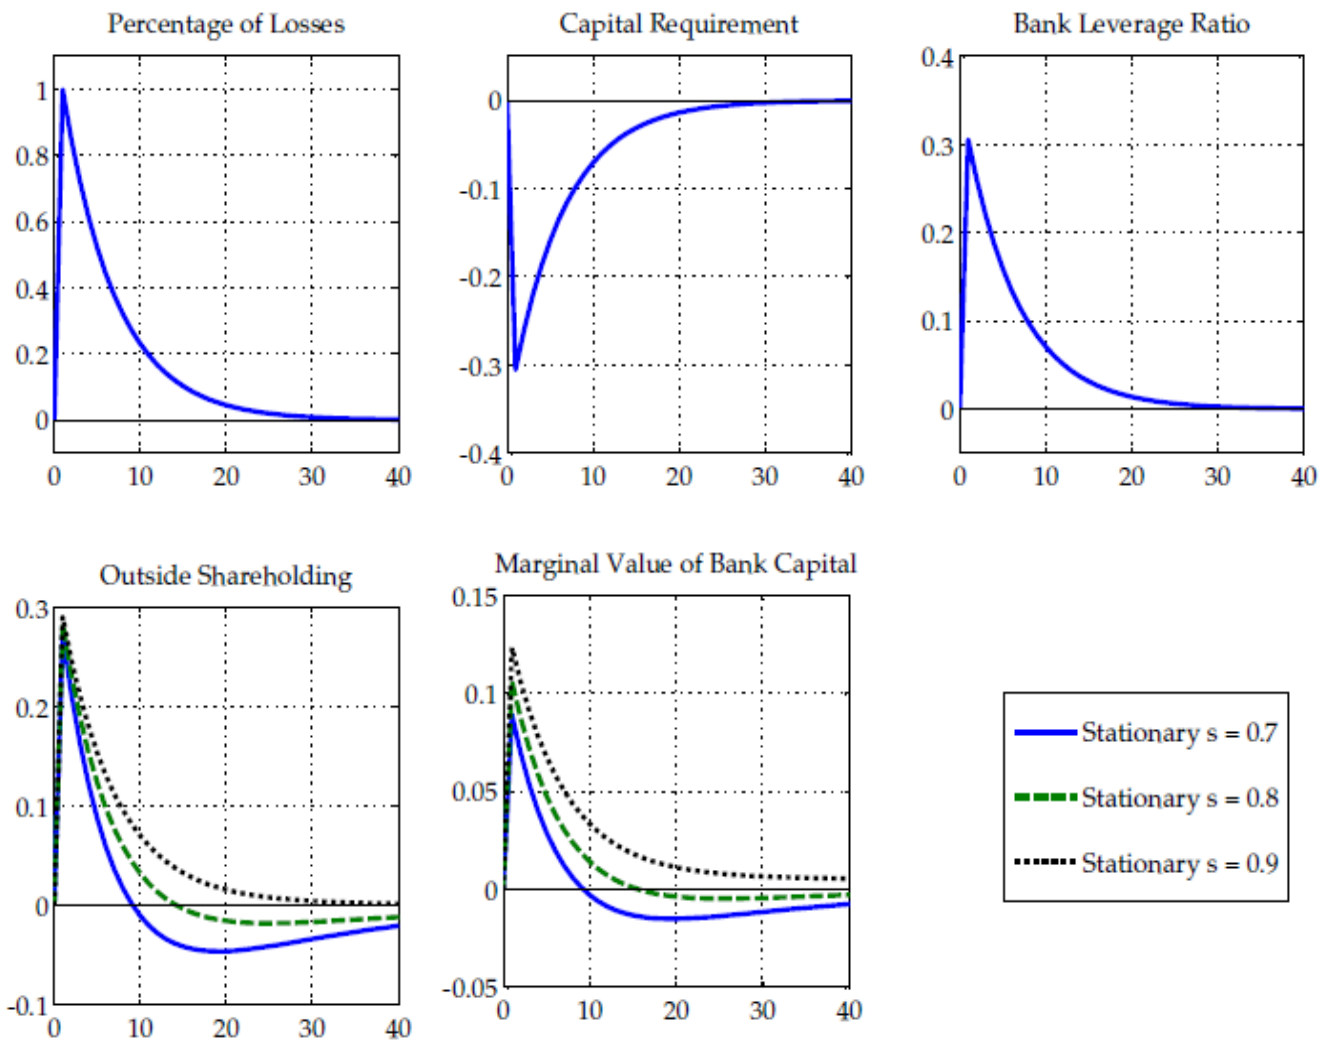 Percentage of Losses
Capital Requirement
Bank Leverage Ratio
1
0.8
0.6
0.4
0.2
0
0 10 20 30 40
0
-0.1
-0.2
-0.3
-0.4
0 10 20 30 40
0.4
0.3
0.2
0.1
0
0 10 20 30 40
Outside Shareholding
Marginal Value of Bank Capital
0.3
0.2
0.1
0
-0.1
0 10 20 30 40
0.15
0.1
0.05
0
-0.05
0 10 20 30 40
Stationary s = 0.7
Stationary s = 0.8
Stationary s = 0.9